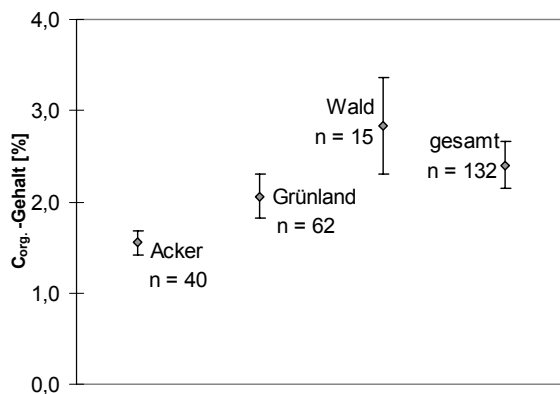 4,0
3,0
2,0
1,0
0,0
Corg. -Gehalt [%]
Acker
n = 40
Grünland
n = 62
Wald
n = 15
gesamt
n = 132